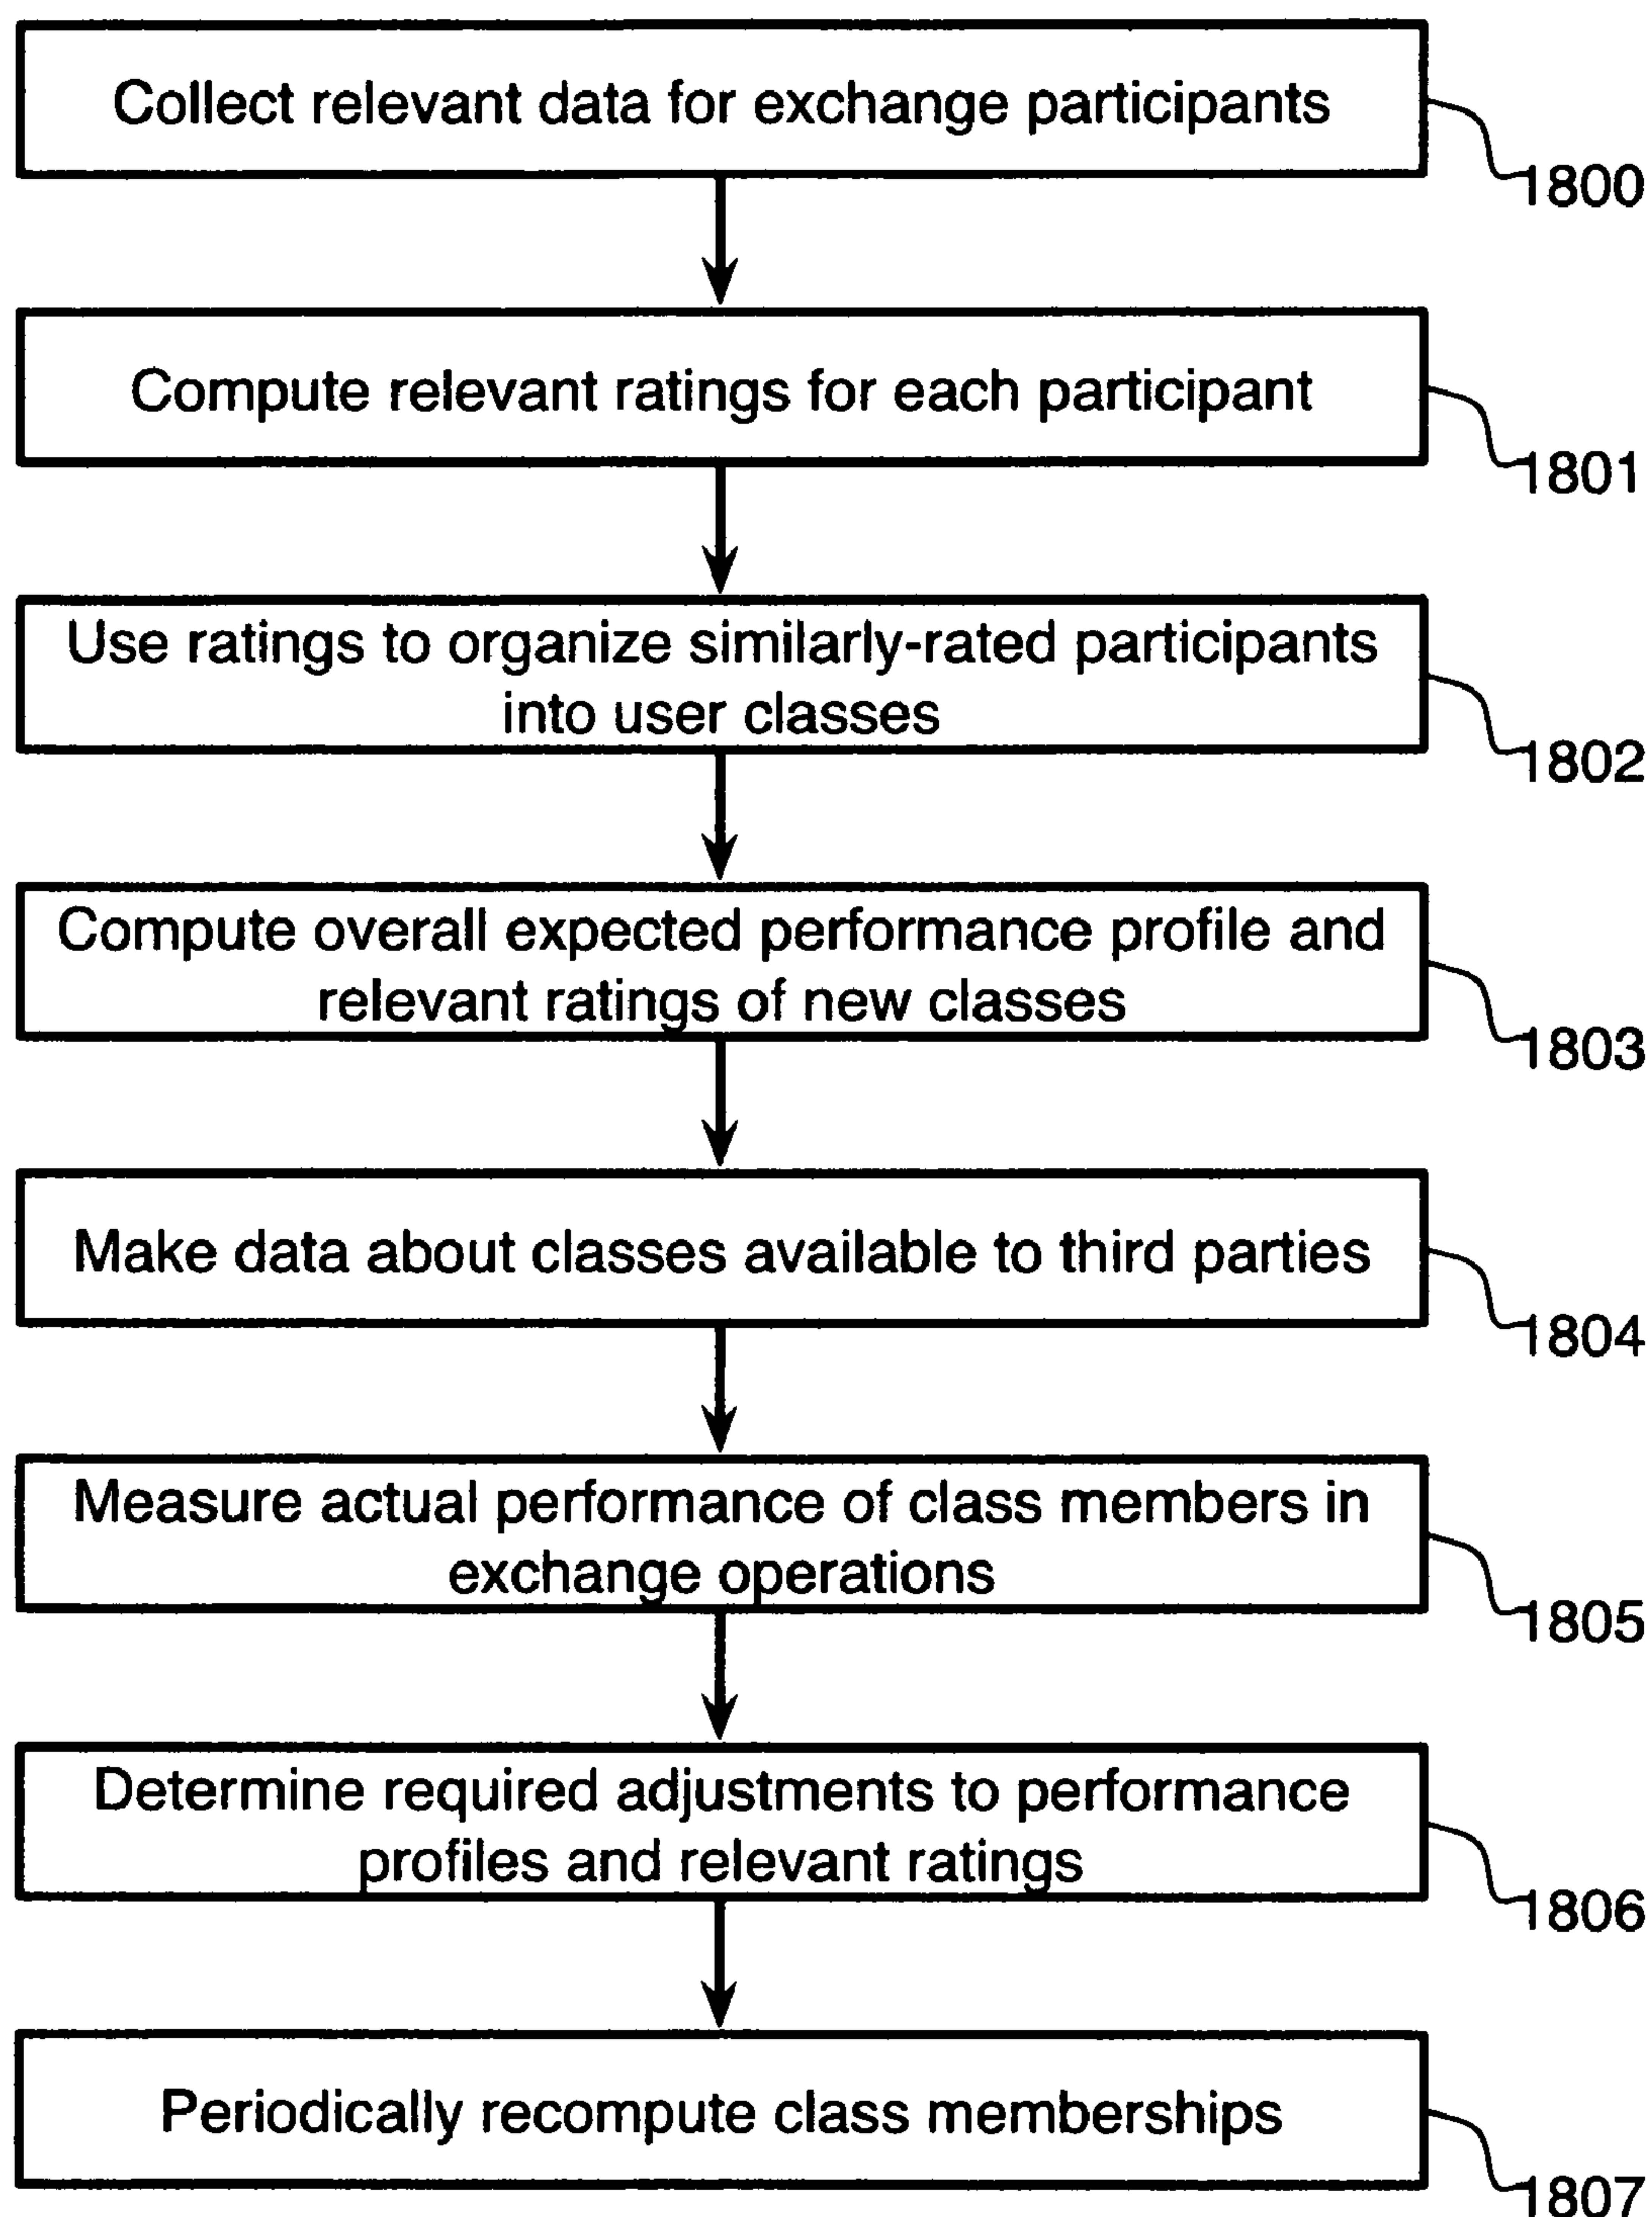 Collect relevant data for exchange participants
1800
Compute relevant ratings for each participant
1801
Use ratings to organize similarly-rated participants
into user classes
1802
Compute overall expected performance profile and
relevant ratings of new classes
1803
Make data about classes available to third parties
1804
Measure actual performance of class members in
exchange operations
1805
Determine required adjustments to performance
profiles and relevant ratings
1806
Periodically recompute class memberships
1807